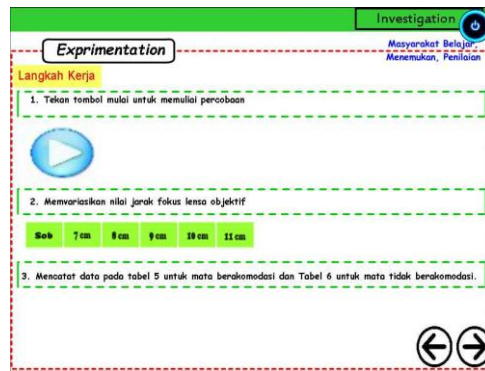 Investigation
Masyarakat Belajar,
Menemukan, Penilaian
Exprimentation
Langkah Kerja
1. Tekan tombol mulai untuk memuliai percobaan
2. Memvariasikan nilai jarak fokus lensa objektif
Sob 7 cm 8 cm 9 cm 10 cm 11 cm
3. Mencatat data pada tabel 5 untuk mata berakomodasi dan Tabel 6 untuk mata tidak berakomodasi.